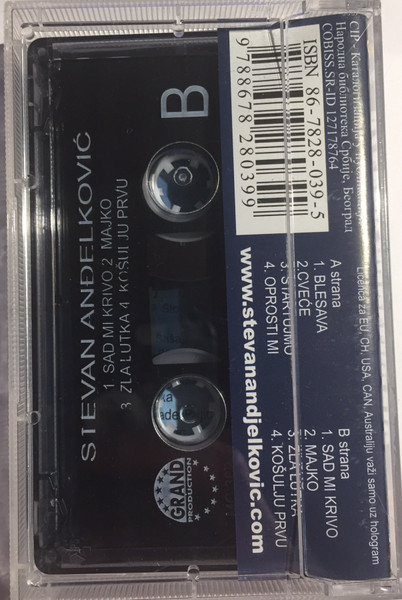 STEVAN ANĐELKOVIĆ
1 SAD MI KRIVO 2 MAJKO
3 ZLA LUTKA 4 KOŠULJU PRVU
B
GRAND
PRODUCTION
CIP - Каталогизација у публикацији
Народна библиотека Србије, Београд
COBISS.SR-ID 127178764
ISBN 86-7828-039-5
9788678280399
A strana
1. BLESAVA
2.CVEĆE
3. STARTUJMO
4. OPROSTI MI
B strana
1. SAD MI KRIVO
2. MAJKO
3. ZLA LUTKA
4. KOŠULJU PRVU
Licenca za EU, CH, USA, CAN, Australiju važi samo uz hologram
www.stevanandjelkovic.com